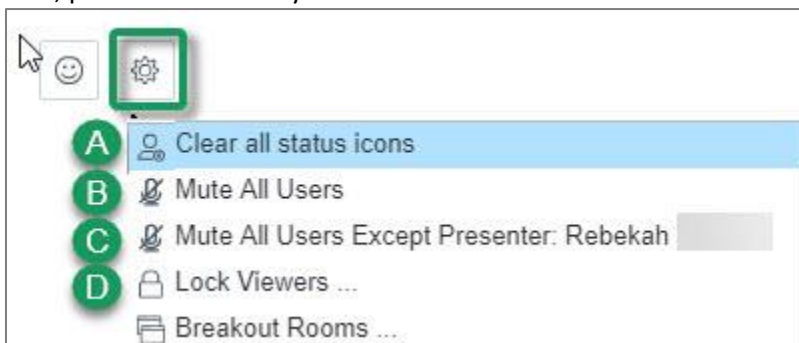 A Clear all status icons
B Mute All Users
C Mute All Users Except Presenter: Rebekah
D Lock Viewers ...
Breakout Rooms ...